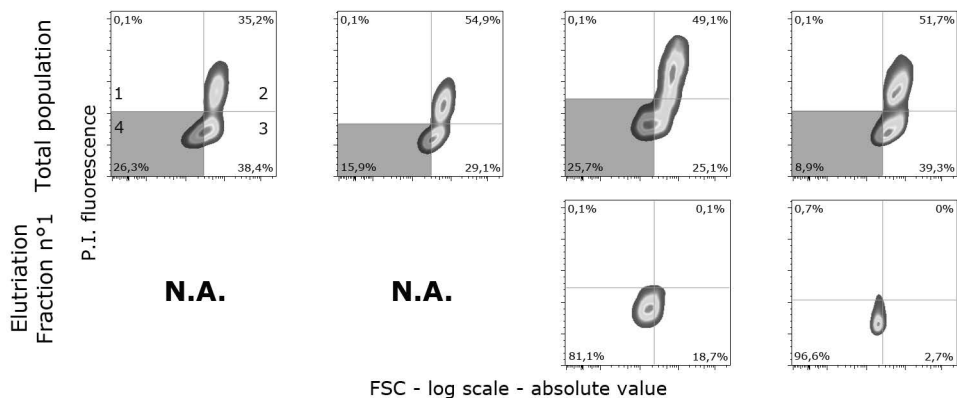 0,1% 35,2%
1 2
4 3
26,3% 38,4%
0,1% 54,9%
15,9% 29,1%
0,1% 49,1%
25,7% 25,1%
0,1% 51,7%
8,9% 39,3%
Total population
P.I. fluorescence
Elutriation
Fraction n°1
N.A.
N.A.
0,1% 0,1%
81,1% 18,7%
0,7% 0%
96,6% 2,7%
FSC - log scale - absolute value